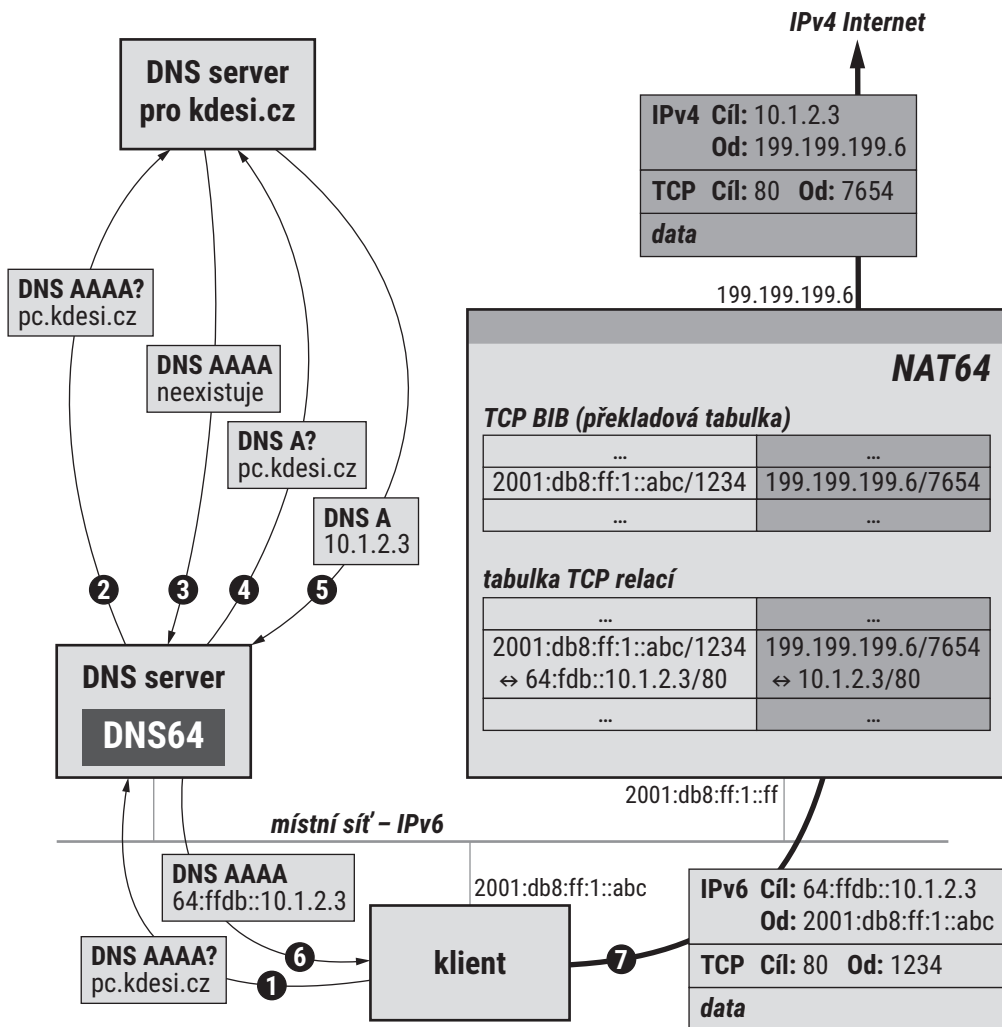 IPv4 Internet
DNS server
pro kdesi.cz
IPv4 Cíl: 10.1.2.3
Od: 199.199.199.6
TCP Cíl: 80 Od: 7654
data
DNS AAAA?
pc.kdesi.cz
199.199.199.6
DNS AAAA
neexistuje
NAT64
TCP BIB (překladová tabulka)
... ...
2001:db8:ff:1::abc/1234 199.199.199.6/7654
... ...
DNS A?
pc.kdesi.cz
DNS A
10.1.2.3
tabulka TCP relací
... ...
2001:db8:ff:1::abc/1234 199.199.199.6/7654
↔ 64:fdb::10.1.2.3/80 ↔ 10.1.2.3/80
... ...
2 3 4 5
DNS server
DNS64
2001:db8:ff:1::ff
místní síť – IPv6
DNS AAAA
64:ffdb::10.1.2.3
2001:db8:ff:1::abc
IPv6 Cíl: 64:ffdb::10.1.2.3
Od: 2001:db8:ff:1::abc
TCP Cíl: 80 Od: 1234
data
DNS AAAA?
pc.kdesi.cz
6
1
klient
7